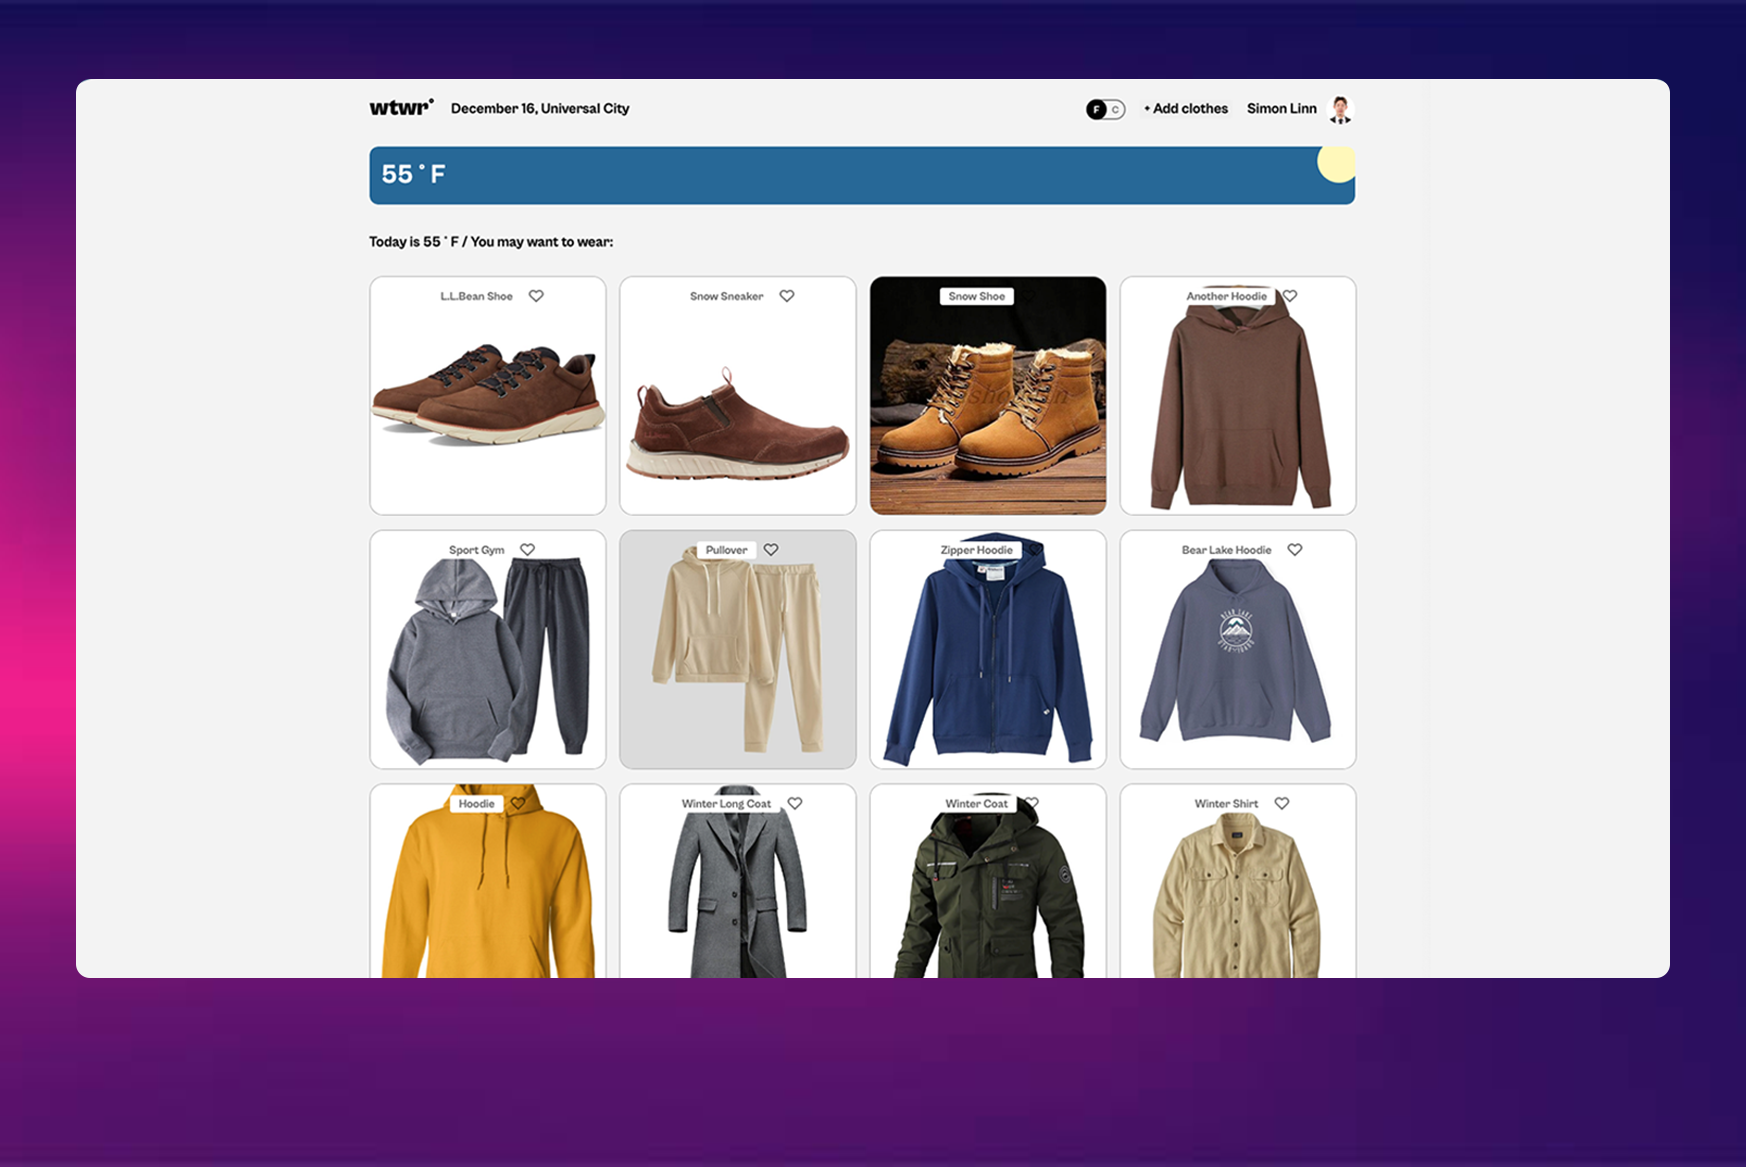 wtwr°
December 16, Universal City
F C
+ Add clothes
Simon Linn
55 ° F
Today is 55 ° F / You may want to wear:
L.L.Bean Shoe
Snow Sneaker
Snow Shoe
Another Hoodie
Sport Gym
Pullover
Zipper Hoodie
Bear Lake Hoodie
BEAR LAKE
Hoodie
Winter Long Coat
Winter Coat
Winter Shirt